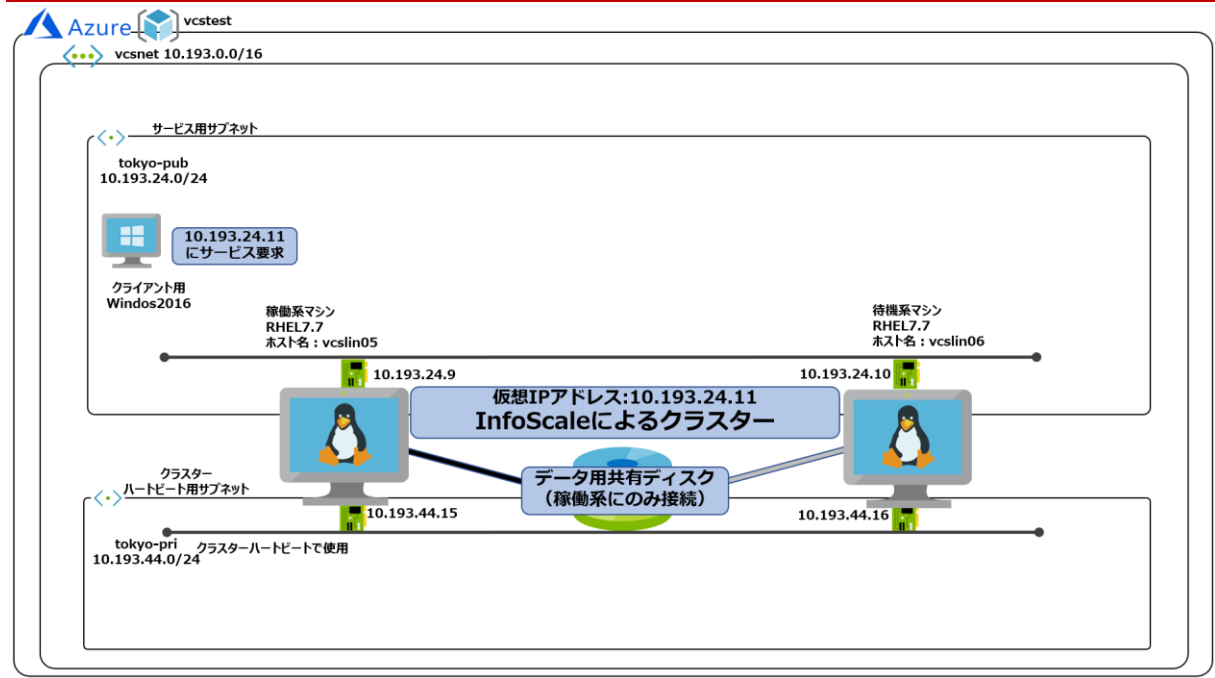 Azure
vcstest
vcsnet 10.193.0.0/16
サービス用サブネット
tokyo-pub
10.193.24.0/24
10.193.24.11
にサービス要求
クライアント用
Windos2016
稼働系マシン
RHEL7.7
ホスト名：vcslin05
待機系マシン
RHEL7.7
ホスト名：vcslin06
10.193.24.9
10.193.24.10
仮想IPアドレス:10.193.24.11
InfoScaleによるクラスター
データ用共有ディスク
（稼働系にのみ接続）
クラスター
ハートビート用サブネット
10.193.44.15
10.193.44.16
tokyo-pri
10.193.44.0/24
クラスターハートビートで使用